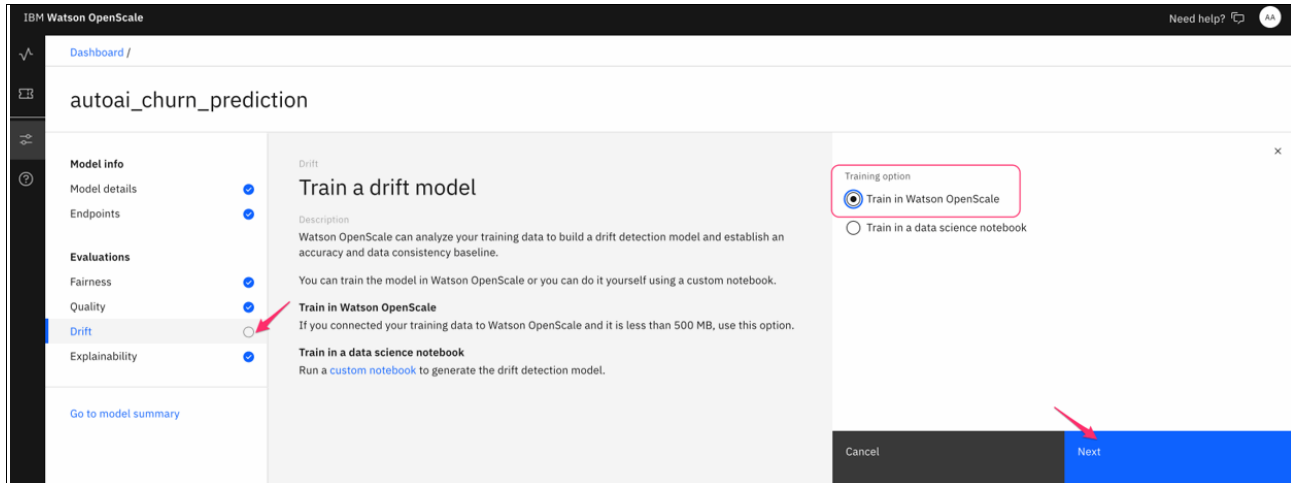 IBM Watson OpenScale
Need help?
AA
Dashboard /
autoai_churn_prediction
Model info
Model details
Endpoints
Evaluations
Fairness
Quality
Drift
Explainability
Go to model summary
Drift
Train a drift model
Description
Watson OpenScale can analyze your training data to build a drift detection model and establish an
accuracy and data consistency baseline.
You can train the model in Watson OpenScale or you can do it yourself using a custom notebook.
Train in Watson OpenScale
If you connected your training data to Watson OpenScale and it is less than 500 MB, use this option.
Train in a data science notebook
Run a custom notebook to generate the drift detection model.
Training option
Train in Watson OpenScale
Train in a data science notebook
Cancel
Next